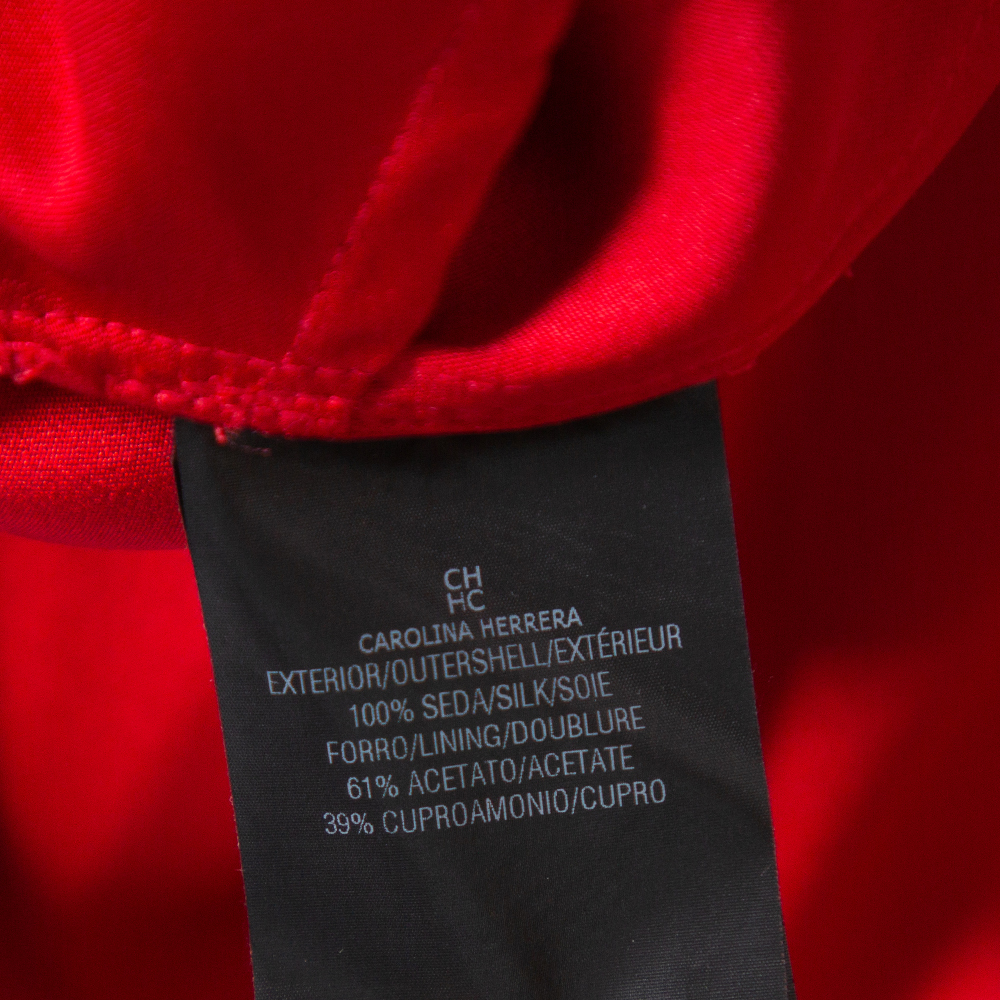 CH
HC
CAROLINA HERRERA
EXTERIOR/OUTERSHELL/EXTÉRIEUR
100% SEDA/SILK/SOIE
FORRO/LINING/DOUBLURE
61% ACETATO/ACETATE
39% CUPROAMONIO/CUPRO